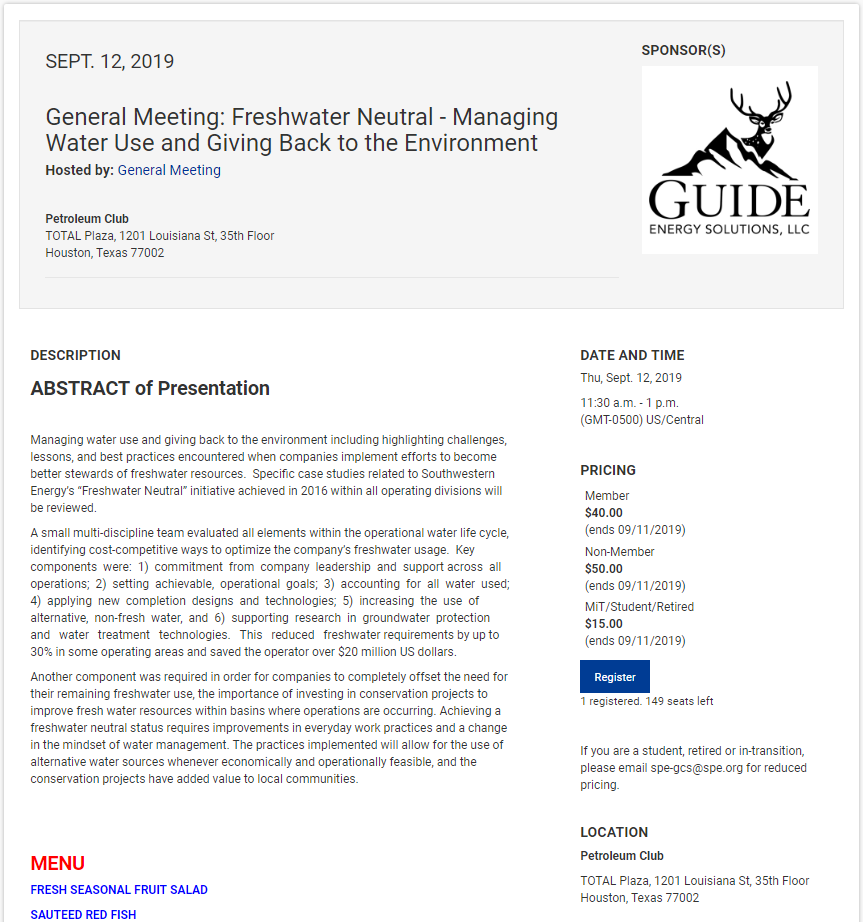 SEPT. 12, 2019
General Meeting: Freshwater Neutral - Managing
Water Use and Giving Back to the Environment
Hosted by: General Meeting
Petroleum Club
TOTAL Plaza, 1201 Louisiana St, 35th Floor
Houston, Texas 77002
SPONSOR(S)
GUIDE
ENERGY SOLUTIONS, LLC
DESCRIPTION
ABSTRACT of Presentation
Managing water use and giving back to the environment including highlighting challenges,
lessons, and best practices encountered when companies implement efforts to become
better stewards of freshwater resources.  Specific case studies related to Southwestern
Energy's “Freshwater Neutral” initiative achieved in 2016 within all operating divisions will
be reviewed.
A small multi-discipline team evaluated all elements within the operational water life cycle,
identifying cost-competitive ways to optimize the company's freshwater usage.  Key
components were: 1) commitment from company leadership and support across all
operations; 2) setting achievable, operational goals; 3) accounting for all water used;
4) applying new completion designs and technologies; 5) increasing the use of
alternative, non-fresh water, and 6) supporting research in groundwater protection
and water treatment technologies. This reduced freshwater requirements by up to
30% in some operating areas and saved the operator over $20 million US dollars.
Another component was required in order for companies to completely offset the need for
their remaining freshwater use, the importance of investing in conservation projects to
improve fresh water resources within basins where operations are occurring. Achieving a
freshwater neutral status requires improvements in everyday work practices and a change
in the mindset of water management. The practices implemented will allow for the use of
alternative water sources whenever economically and operationally feasible, and the
conservation projects have added value to local communities.
MENU
FRESH SEASONAL FRUIT SALAD
SAUTEED RED FISH
DATE AND TIME
Thu, Sept. 12, 2019
11:30 a.m. - 1 p.m.
(GMT-0500) US/Central
PRICING
Member
$40.00
(ends 09/11/2019)
Non-Member
$50.00
(ends 09/11/2019)
MiT/Student/Retired
$15.00
(ends 09/11/2019)
Register
1 registered. 149 seats left
If you are a student, retired or in-transition,
please email spe-gcs@spe.org for reduced
pricing.
LOCATION
Petroleum Club
TOTAL Plaza, 1201 Louisiana St, 35th Floor
Houston, Texas 77002